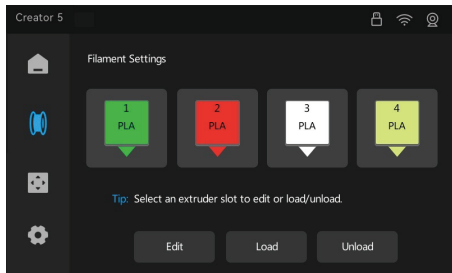 Creator 5
Filament Settings
1 2 3 4
PLA PLA PLA PLA
Tip: Select an extruder slot to edit or load/unload.
Edit Load Unload